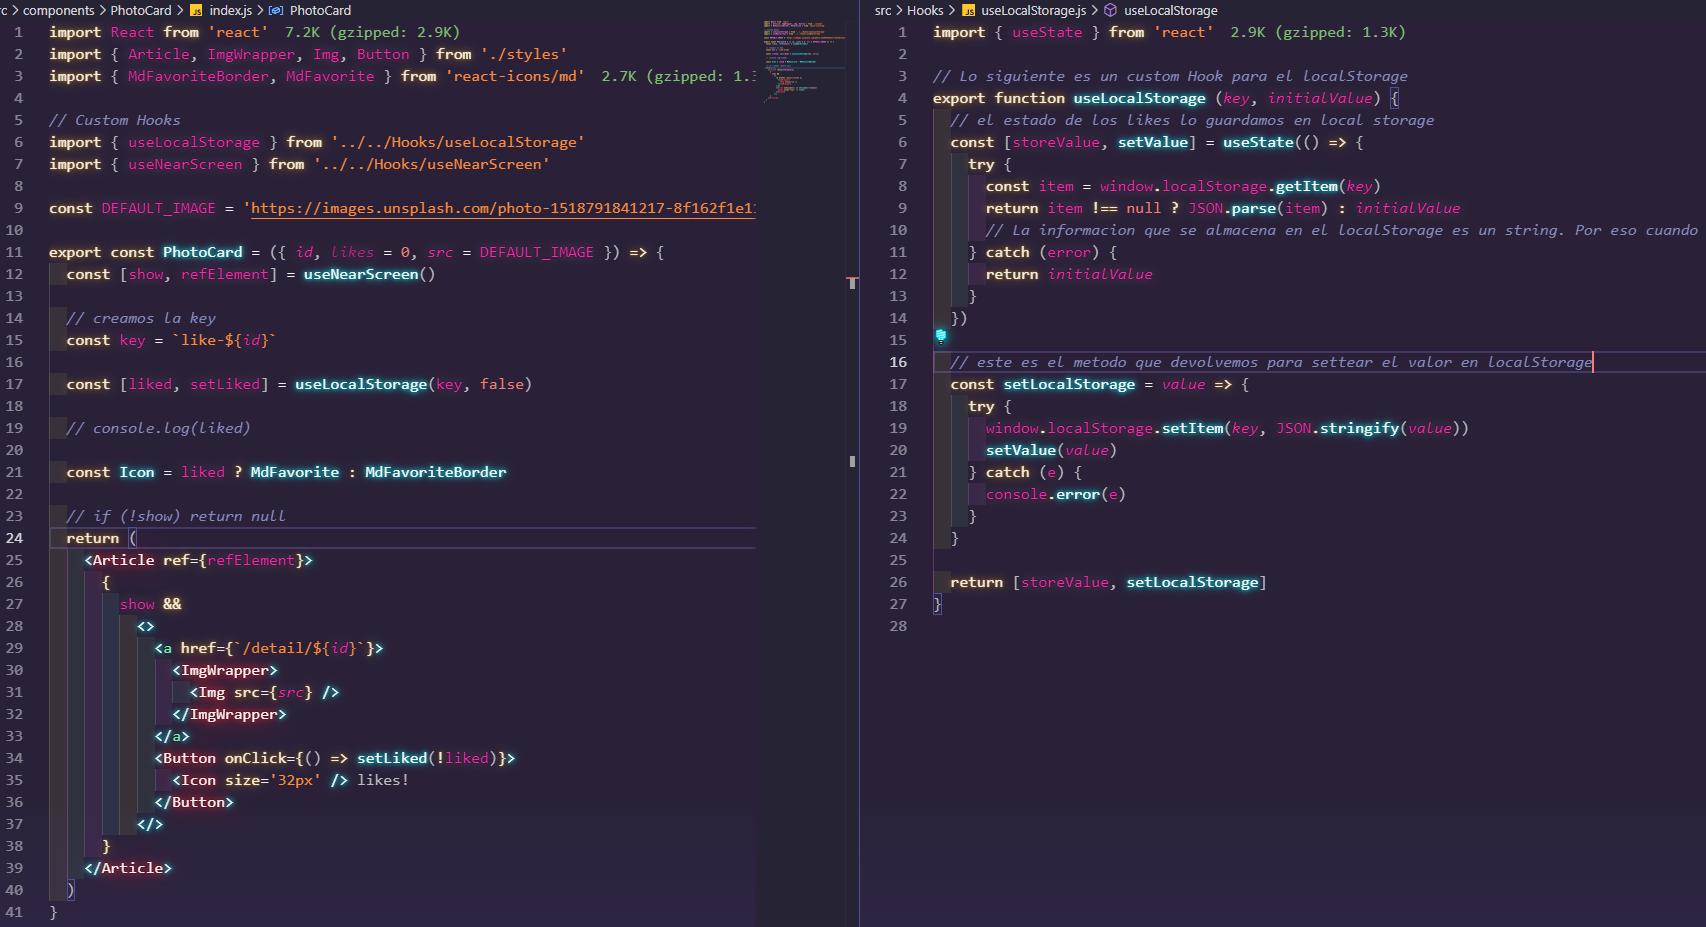 rc > components > PhotoCard > JS index.js > PhotoCard
1 import React from 'react' 7.2K (gzipped: 2.9K)
2 import { Article, ImgWrapper, Img, Button } from './styles'
3 import { MdFavoriteBorder, MdFavorite } from 'react-icons/md' 2.7K (gzipped: 1.3
4
5 // Custom Hooks
6 import { useLocalStorage } from '../../Hooks/useLocalStorage'
7 import { useNearScreen } from '../../Hooks/useNearScreen'
8
9 const DEFAULT_IMAGE = 'https://images.unsplash.com/photo-1518791841217-8f162f1e11
10
11 export const PhotoCard = ({ id, likes = 0, src = DEFAULT_IMAGE }) => {
12 const [show, refElement] = useNearScreen()
13
14 // creamos la key
15 const key = `like-${id}`
16
17 const [liked, setLiked] = useLocalStorage(key, false)
18
19 // console.log(liked)
20
21 const Icon = liked ? MdFavorite : MdFavoriteBorder
22
23 // if (!show) return null
24 return (
25 <Article ref={refElement}>
26 {
27 show &&
28 <>
29 <a href={`/detail/${id}`}>
30 <ImgWrapper>
31 <Img src={src} />
32 </ImgWrapper>
33 </a>
34 <Button onClick={() => setLiked(!liked)}>
35 <Icon size='32px' /> likes!
36 </Button>
37 </>
38 }
39 </Article>
40 )
41 }
src > Hooks > JS useLocalStorage.js > useLocalStorage
1 import { useState } from 'react' 2.9K (gzipped: 1.3K)
2
3 // Lo siguiente es un custom Hook para el localStorage
4 export function useLocalStorage (key, initialValue) {
5 // el estado de los likes lo guardamos en local storage
6 const [storeValue, setValue] = useState(() => {
7 try {
8 const item = window.localStorage.getItem(key)
9 return item !== null ? JSON.parse(item) : initialValue
10 // La informacion que se almacena en el localStorage es un string. Por eso cuando
11 } catch (error) {
12 return initialValue
13 }
14 })
15
16 // este es el metodo que devolvemos para settear el valor en localStorage
17 const setLocalStorage = value => {
18 try {
19 window.localStorage.setItem(key, JSON.stringify(value))
20 setValue(value)
21 } catch (e) {
22 console.error(e)
23 }
24 }
25
26 return [storeValue, setLocalStorage]
27 }
28